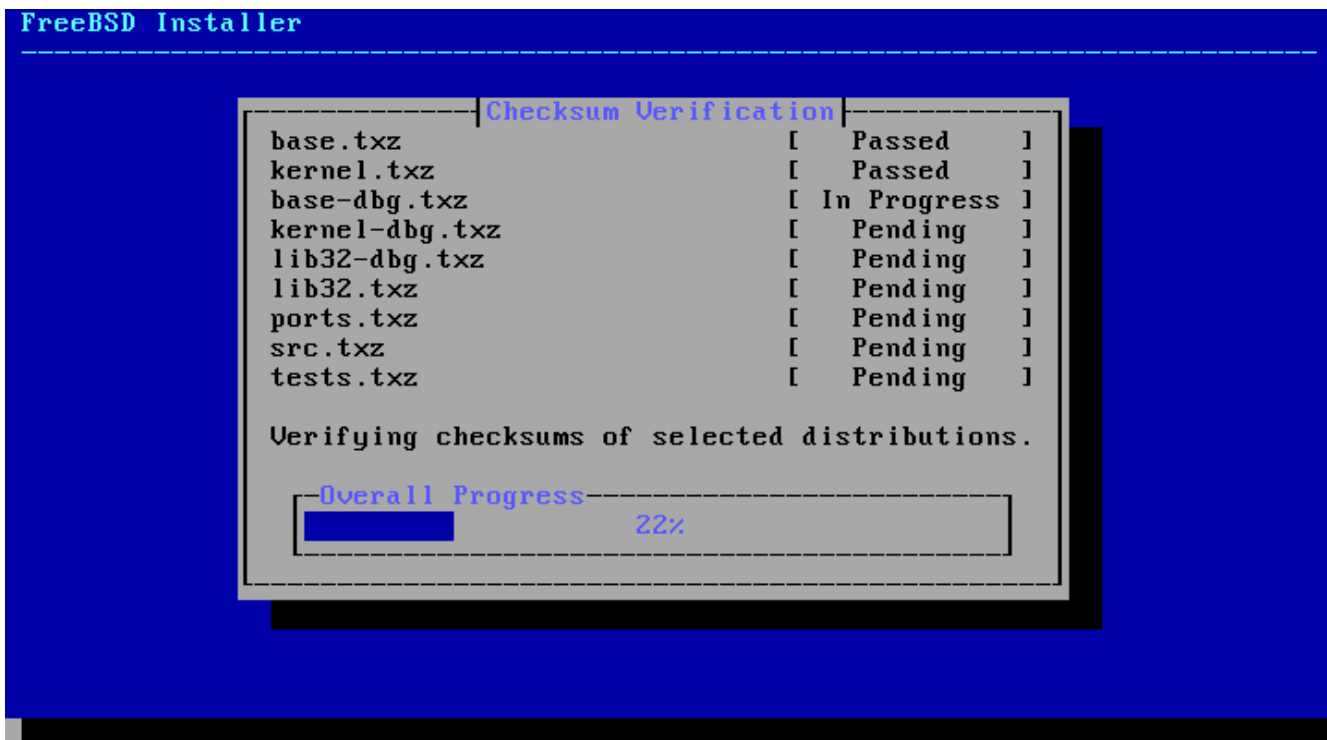 FreeBSD Installer
Checksum Verification
base.txz [ Passed ]
kernel.txz [ Passed ]
base-dbg.txz [ In Progress ]
kernel-dbg.txz [ Pending ]
lib32-dbg.txz [ Pending ]
lib32.txz [ Pending ]
ports.txz [ Pending ]
src.txz [ Pending ]
tests.txz [ Pending ]
Verifying checksums of selected distributions.
Overall Progress
22%